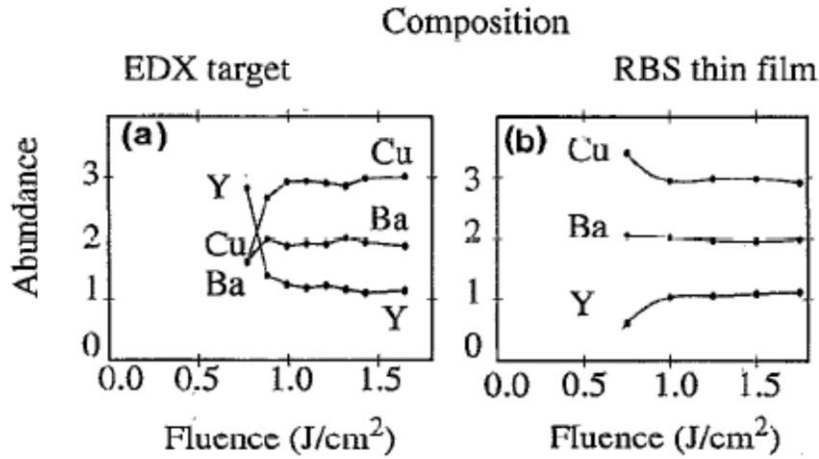 Composition
EDX target
RBS thin film
(a)
Abundance
3
2
1
0
Y
Cu
Ba
Cu
Ba
Y
0.0 0.5 1.0 1.5
Fluence (J/cm²)
(b)
3
2
1
0
Cu
Ba
Y
0.0 0.5 1.0 1.5
Fluence (J/cm²)